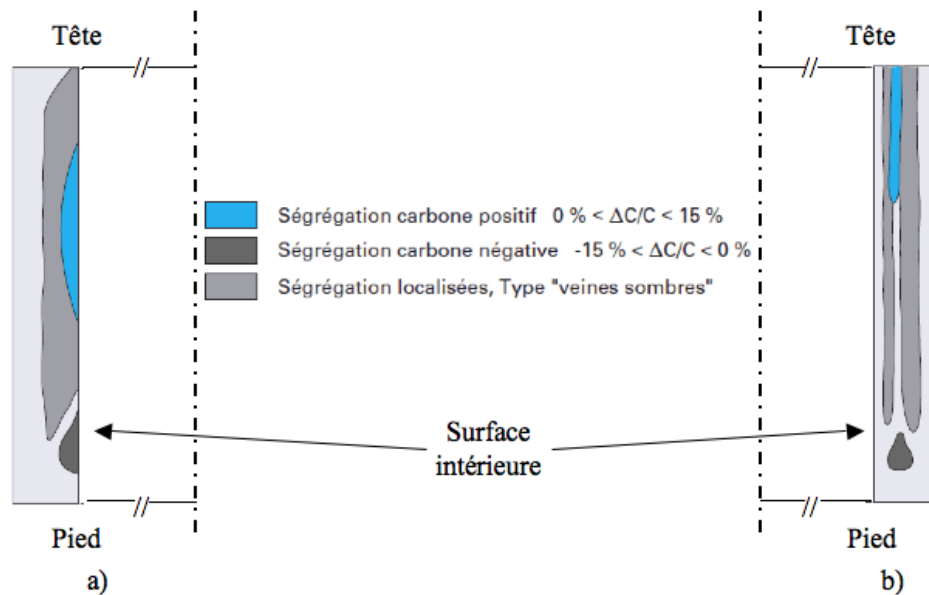 Tête
Tête
Ségrégation carbone positif 0 % < ΔC/C < 15 %
Ségrégation carbone négative -15 % < ΔC/C < 0 %
Ségrégation localisées, Type "veines sombres"
Surface
intérieure
Pied
Pied
a)
b)